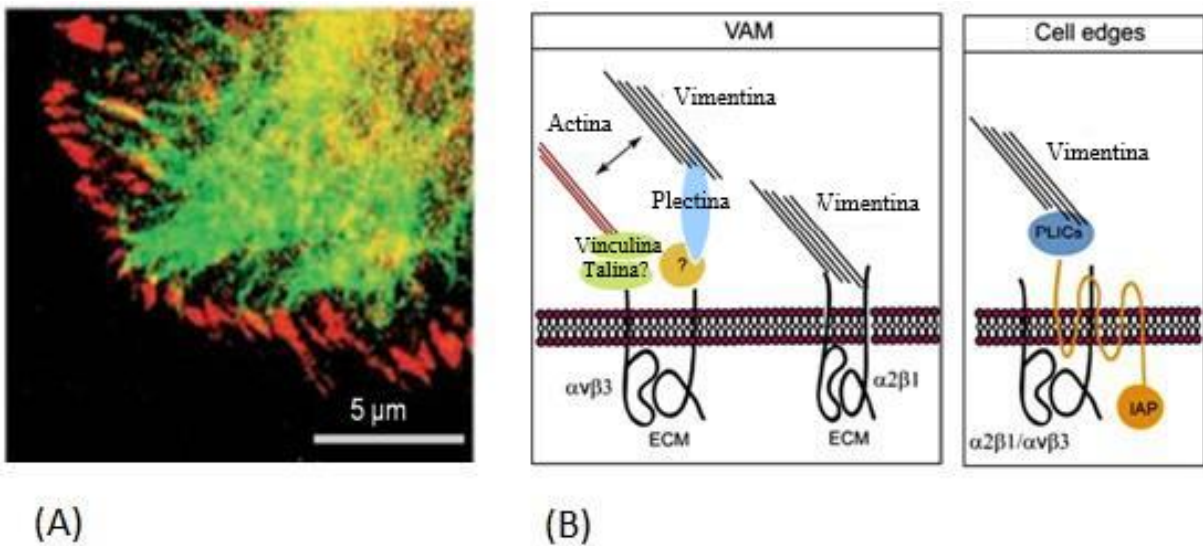 5 µm
(A)
VAM
Vimentina
Actina
Plectina
Vimentina
Vinculina
Talina?
?
αvβ3
α2β1
ECM
ECM
Cell edges
Vimentina
PLICs
IAP
α2β1/αvβ3
(B)